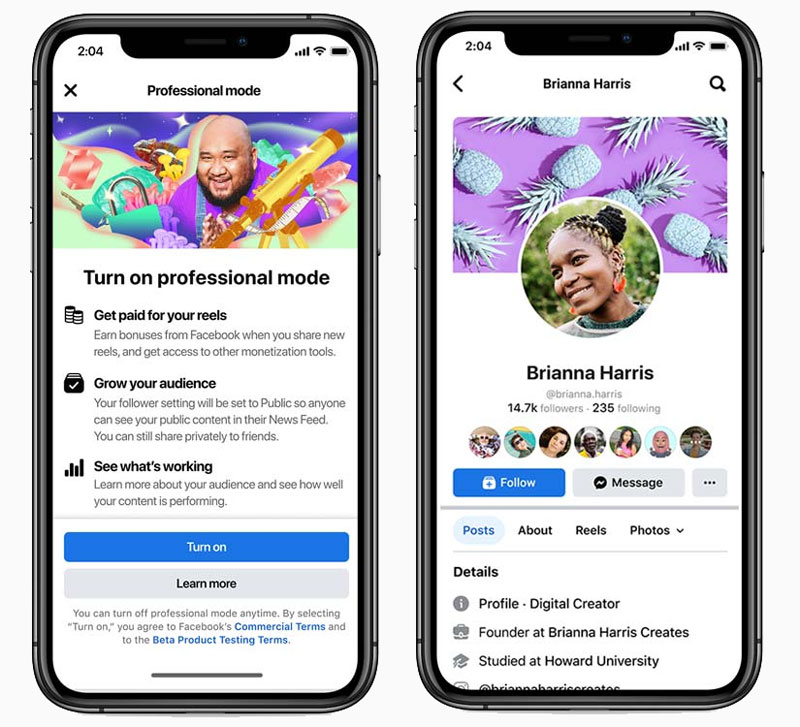 2:04
Professional mode
Turn on professional mode
Get paid for your reels
Earn bonuses from Facebook when you share new
reels, and get access to other monetization tools.
Grow your audience
Your follower setting will be set to Public so anyone
can see your public content in their News Feed.
You can still share privately to friends.
See what's working
Learn more about your audience and see how well
your content is performing.
Turn on
Learn more
You can turn off professional mode anytime. By selecting
"Turn on," you agree to Facebook's Commercial Terms and
to the Beta Product Testing Terms.
2:04
Brianna Harris
Brianna Harris
@brianna.harris
14.7k followers · 235 following
Follow
Message
Posts About Reels Photos
Details
Profile · Digital Creator
Founder at Brianna Harris Creates
Studied at Howard University
@briannaharriscreates